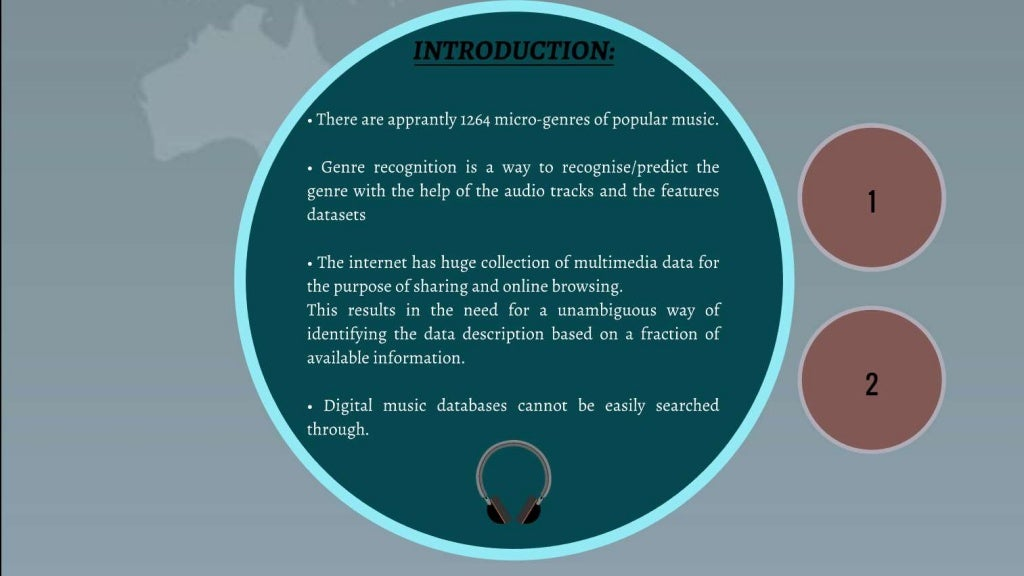 INTRODUCTION:
• There are apprantly 1264 micro-genres of popular music.
• Genre recognition is a way to recognise/predict the
genre with the help of the audio tracks and the features
datasets
• The internet has huge collection of multimedia data for
the purpose of sharing and online browsing.
This results in the need for a unambiguous way of
identifying the data description based on a fraction of
available information.
• Digital music databases cannot be easily searched
through.
1
2